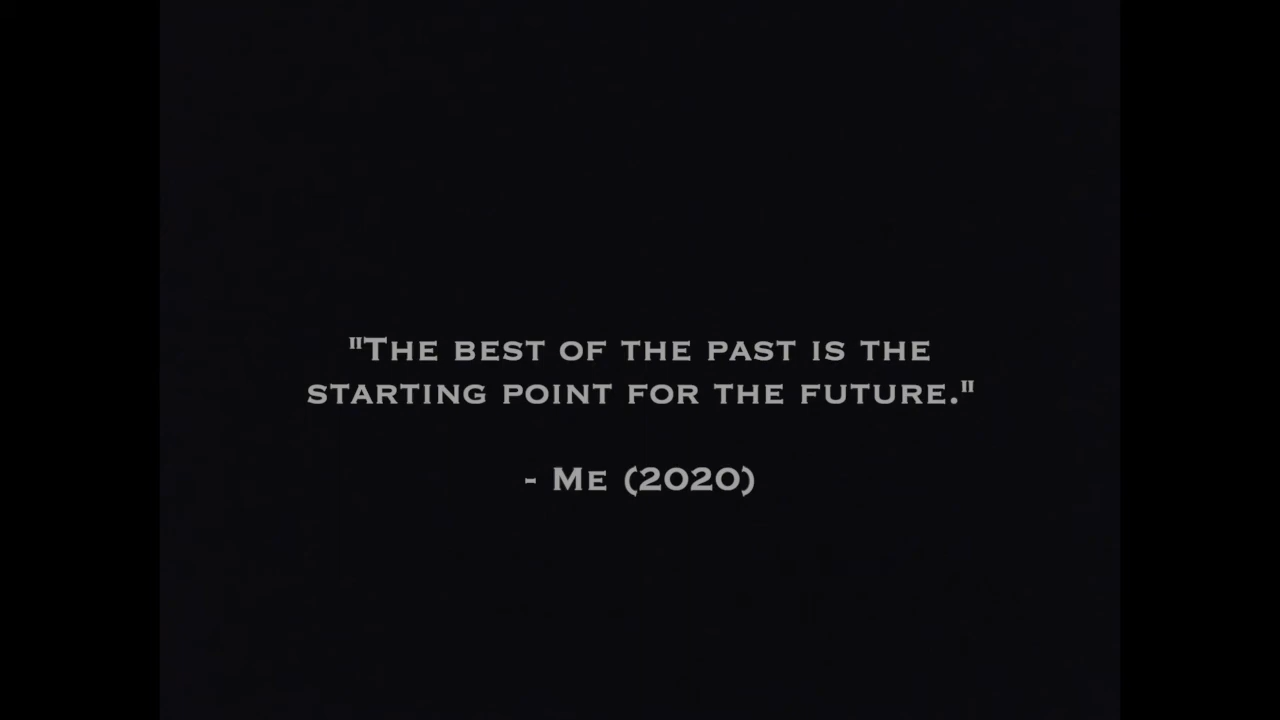 "The best of the past is the
starting point for the future."
- Me (2020)